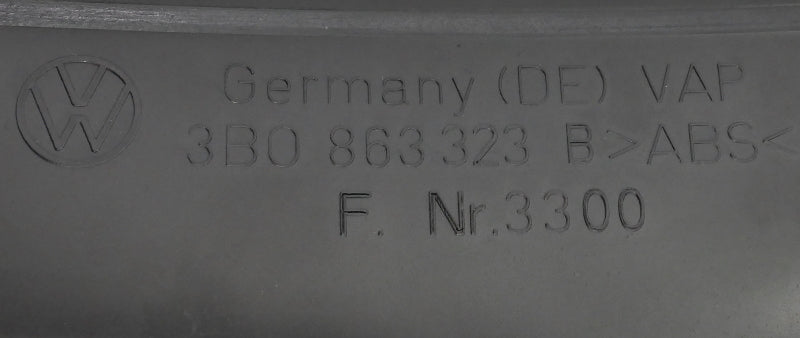 Germany (DE) VAP
3B0 863 323 B >ABS<
F. Nr. 3300